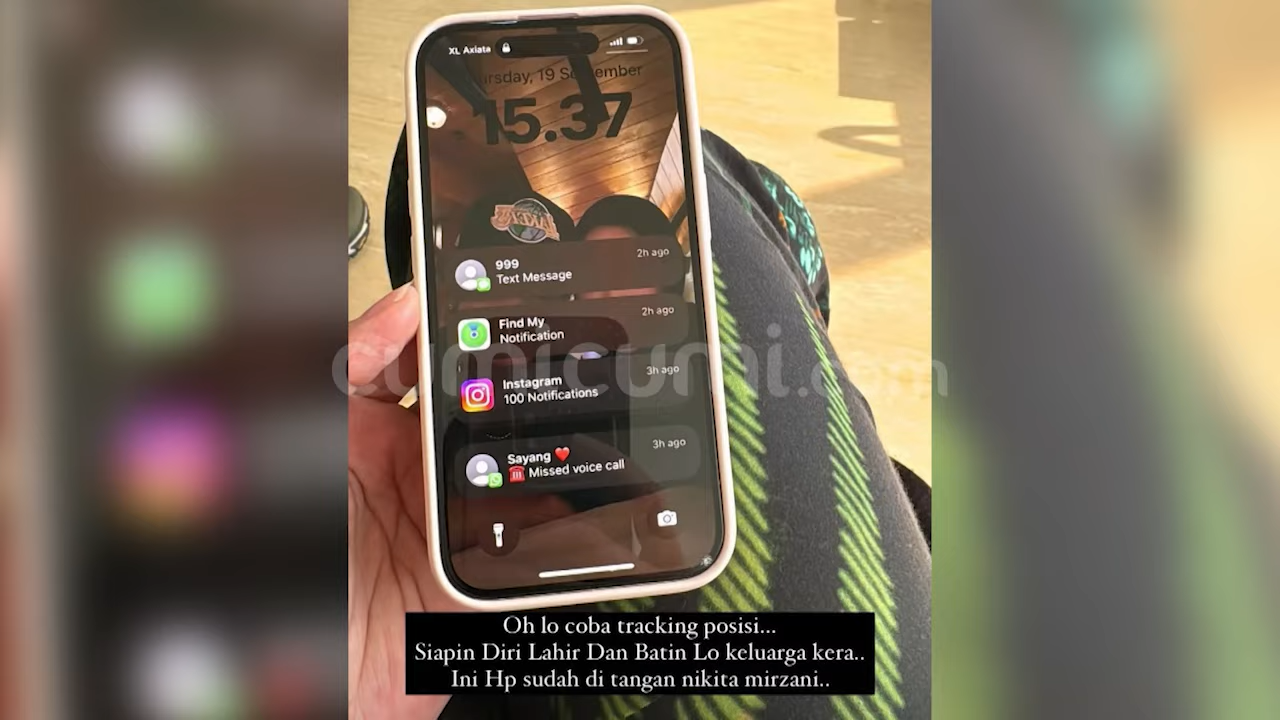 XL Axiata
15.37
2h ago
999
Text Message
2h ago
Find My
Notification
3h ago
Instagram
100 Notifications
3h ago
Sayang ❤️
Missed voice call
cumicumi.com
Oh lo coba tracking posisi...
Siapin Diri Lahir Dan Batin Lo keluarga kera..
Ini Hp sudah di tangan nikita mirzani..